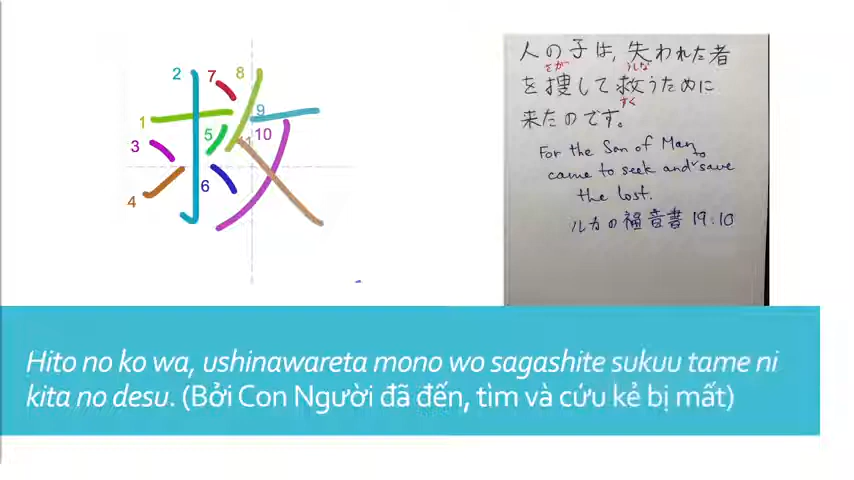 救
1
2
3
4
5
6
7
8
9
10
11
人の子は、失われた者
さが うしな
を捜して救うために
すく
来たのです。
For the Son of Man
came to seek and to save
the lost.
ルカの福音書 19:10
Hito no ko wa, ushinawareta mono wo sagashite sukuu tame ni
kita no desu. (Bởi Con Người đã đến, tìm và cứu kẻ bị mất)